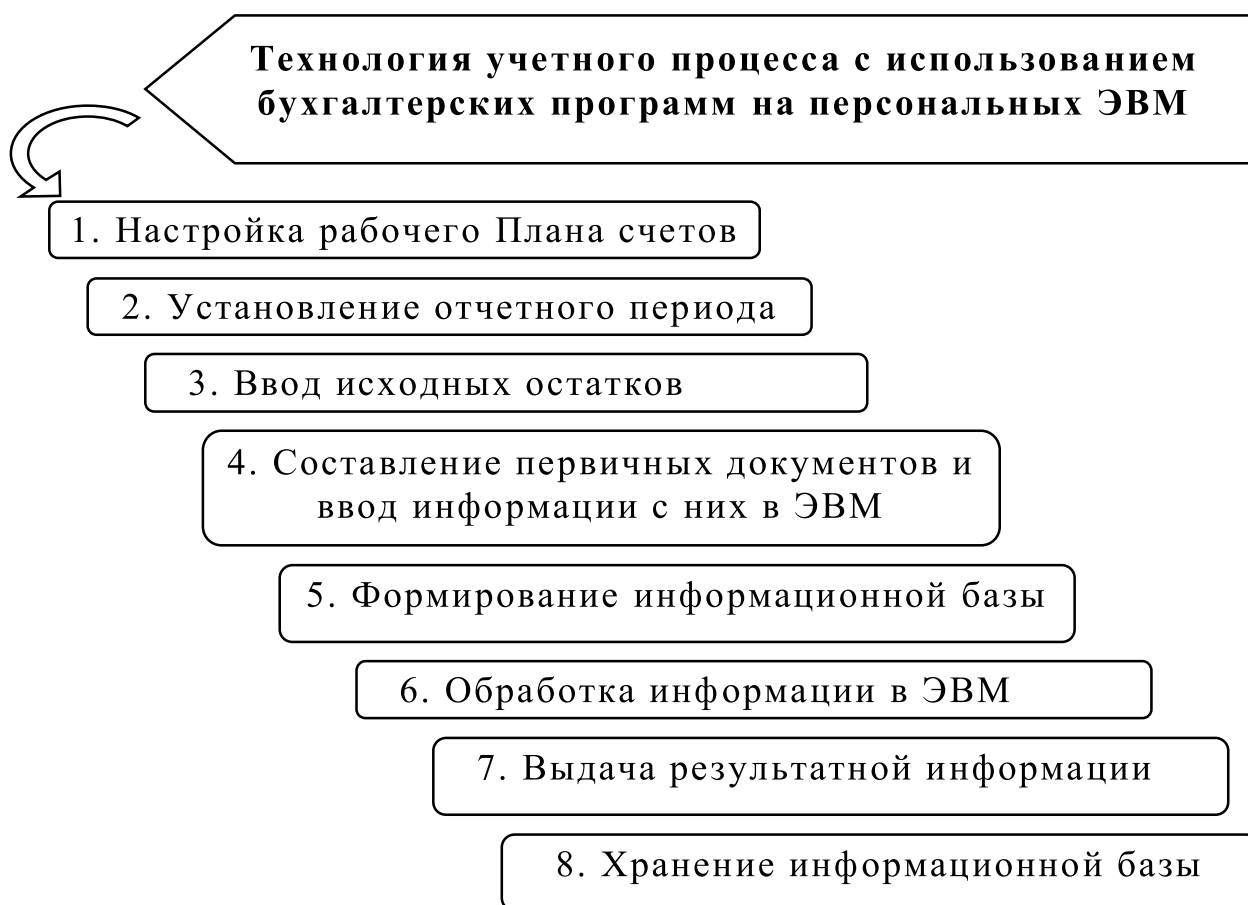 Технология учетного процесса с использованием
бухгалтерских программ на персональных ЭВМ
1. Настройка рабочего Плана счетов
2. Установление отчетного периода
3. Ввод исходных остатков
4. Составление первичных документов и
ввод информации с них в ЭВМ
5. Формирование информационной базы
6. Обработка информации в ЭВМ
7. Выдача результатной информации
8. Хранение информационной базы